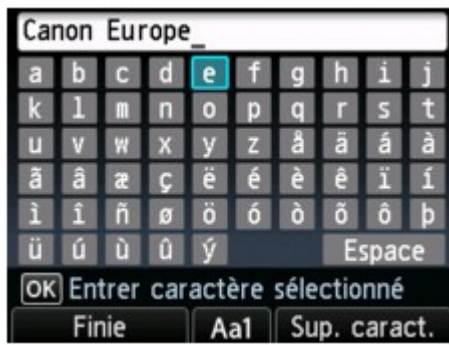 Canon Europe_
a b c d e f g h i j
k l m n o p q r s t
u v w x y z å ä á à
ã â æ ç ë é è ê ï í
ì î ñ ø ö ó ò õ ô þ
ü ú ù û ý Espace
OK Entrer caractère sélectionné
Finie Aa1 Sup. caract.